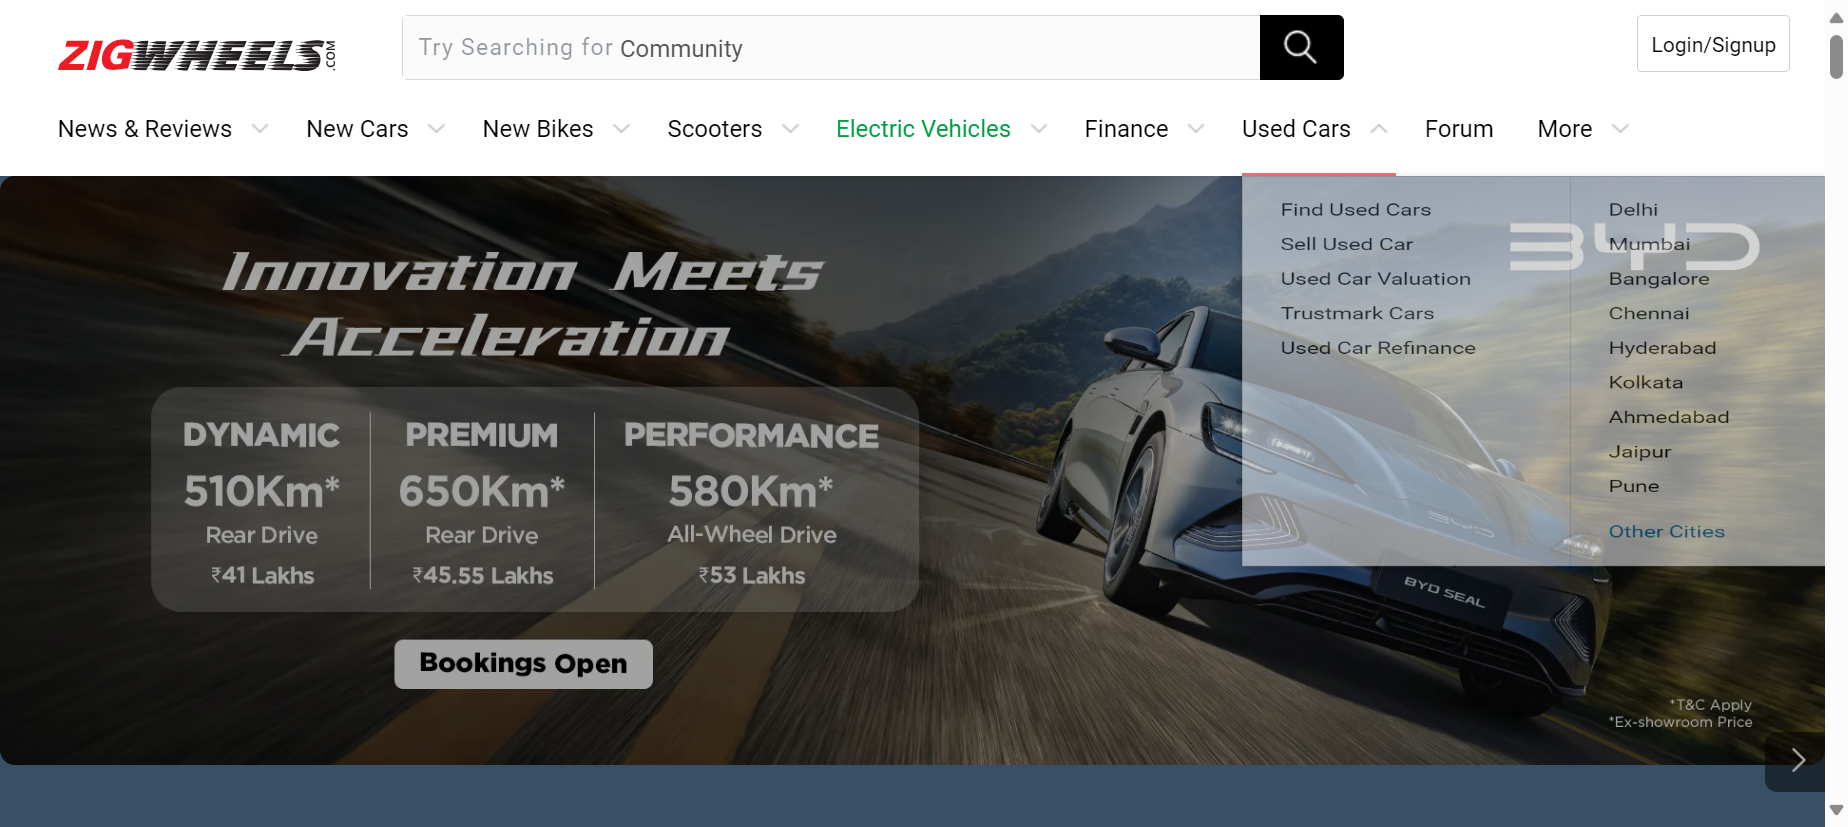 ZIGWHEELS.COM
Try Searching for Community
Login/Signup
News & Reviews
New Cars
New Bikes
Scooters
Electric Vehicles
Finance
Used Cars
Forum
More
Innovation Meets
Acceleration
DYNAMIC
510Km*
Rear Drive
₹41 Lakhs
PREMIUM
650Km*
Rear Drive
₹45.55 Lakhs
PERFORMANCE
580Km*
All-Wheel Drive
₹53 Lakhs
Bookings Open
Find Used Cars
Sell Used Car
Used Car Valuation
Trustmark Cars
Used Car Refinance
BYD
Delhi
Mumbai
Bangalore
Chennai
Hyderabad
Kolkata
Ahmedabad
Jaipur
Pune
Other Cities
BYD
BYD SEAL
*T&C Apply
*Ex-showroom Price